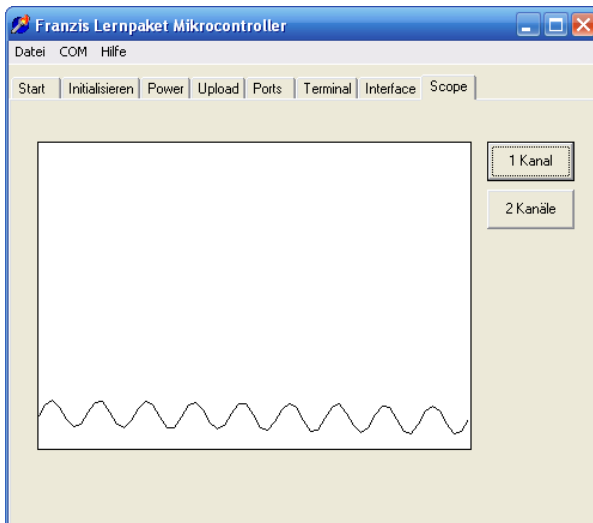 Franzis Lernpaket Mikrocontroller
Datei COM Hilfe
Start Initialisieren Power Upload Ports Terminal Interface Scope
1 Kanal
2 Kanäle